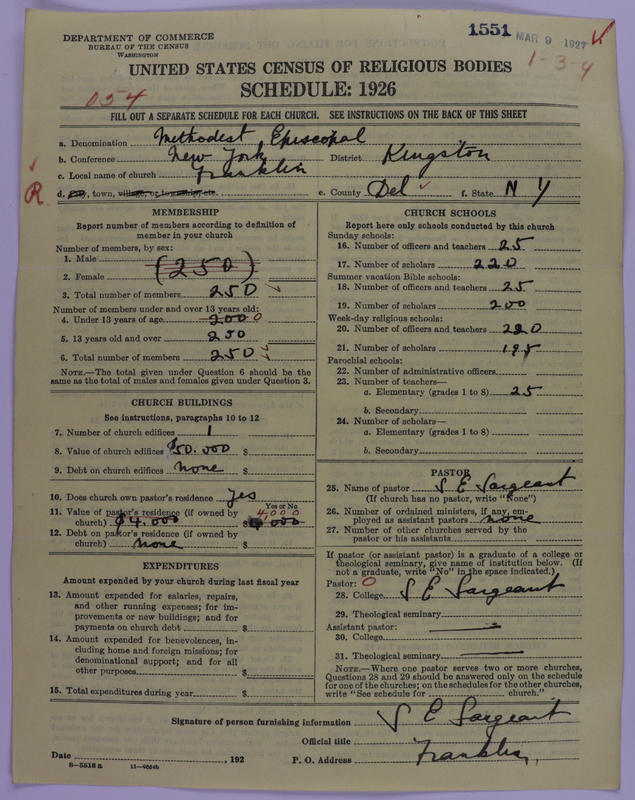 1551 MAR 9 1927
1-3-4
DEPARTMENT OF COMMERCE
BUREAU OF THE CENSUS
WASHINGTON
UNITED STATES CENSUS OF RELIGIOUS BODIES
SCHEDULE: 1926
054
FILL OUT A SEPARATE SCHEDULE FOR EACH CHURCH. SEE INSTRUCTIONS ON THE BACK OF THIS SHEET
a. Denomination Methodest Episcopal
b. Conference New York District Kingston
c. Local name of church Franklin
R d. city, town, village, or township, etc. e. County Del f. State N Y
MEMBERSHIP
Report number of members according to definition of
member in your church
Number of members, by sex:
1. Male
2. Female (250)
3. Total number of members 250
Number of members under and over 13 years old:
4. Under 13 years of age 200 0
5. 13 years old and over 250
6. Total number of members 250
NOTE.—The total given under Question 6 should be
same as the total of males and females given under Question 3.
CHURCH BUILDINGS
See instructions, paragraphs 10 to 12
7. Number of church edifices 1
8. Value of church edifices $50.000 $
9. Debt on church edifices none $
10. Does church own pastor's residence yes
Yes or No
11. Value of pastor's residence (if owned by
church) $4.000 $ 4000
12. Debt on pastor's residence (if owned by
church) none $
EXPENDITURES
Amount expended by your church during last fiscal year
13. Amount expended for salaries, repairs,
and other running expenses; for im-
provements or new buildings; and for
payments on church debt $
14. Amount expended for benevolences, in-
cluding home and foreign missions; for
denominational support; and for all
other purposes $
15. Total expenditures during year $
CHURCH SCHOOLS
Report here only schools conducted by this church
Sunday schools:
16. Number of officers and teachers 25
17. Number of scholars 220
Summer vacation Bible schools:
18. Number of officers and teachers 25
19. Number of scholars 200
Week-day religious schools:
20. Number of officers and teachers 220
21. Number of scholars 195
Parochial schools:
22. Number of administrative officers
23. Number of teachers—
a. Elementary (grades 1 to 8) 25
b. Secondary
24. Number of scholars—
a. Elementary (grades 1 to 8)
b. Secondary
PASTOR
25. Name of pastor S E Sargeant
(If church has no pastor, write "None")
26. Number of ordained ministers, if any, em-
ployed as assistant pastors none
27. Number of other churches served by the
pastor or his assistants
If pastor (or assistant pastor) is a graduate of a college or
theological seminary, give name of institution below. (If
not a graduate, write "No" in the space indicated.)
Pastor: 0
28. College S E Sargeant
29. Theological seminary
Assistant pastor:
30. College
31. Theological seminary
NOTE.—Where one pastor serves two or more churches,
Questions 28 and 29 should be answered only on the schedule
for one of the churches; on the schedules for the other churches,
write "See schedule for church."
Signature of person furnishing information S E Sargeant
Official title
Date , 192 P. O. Address Franklin,
8-5518 a 11-9554b